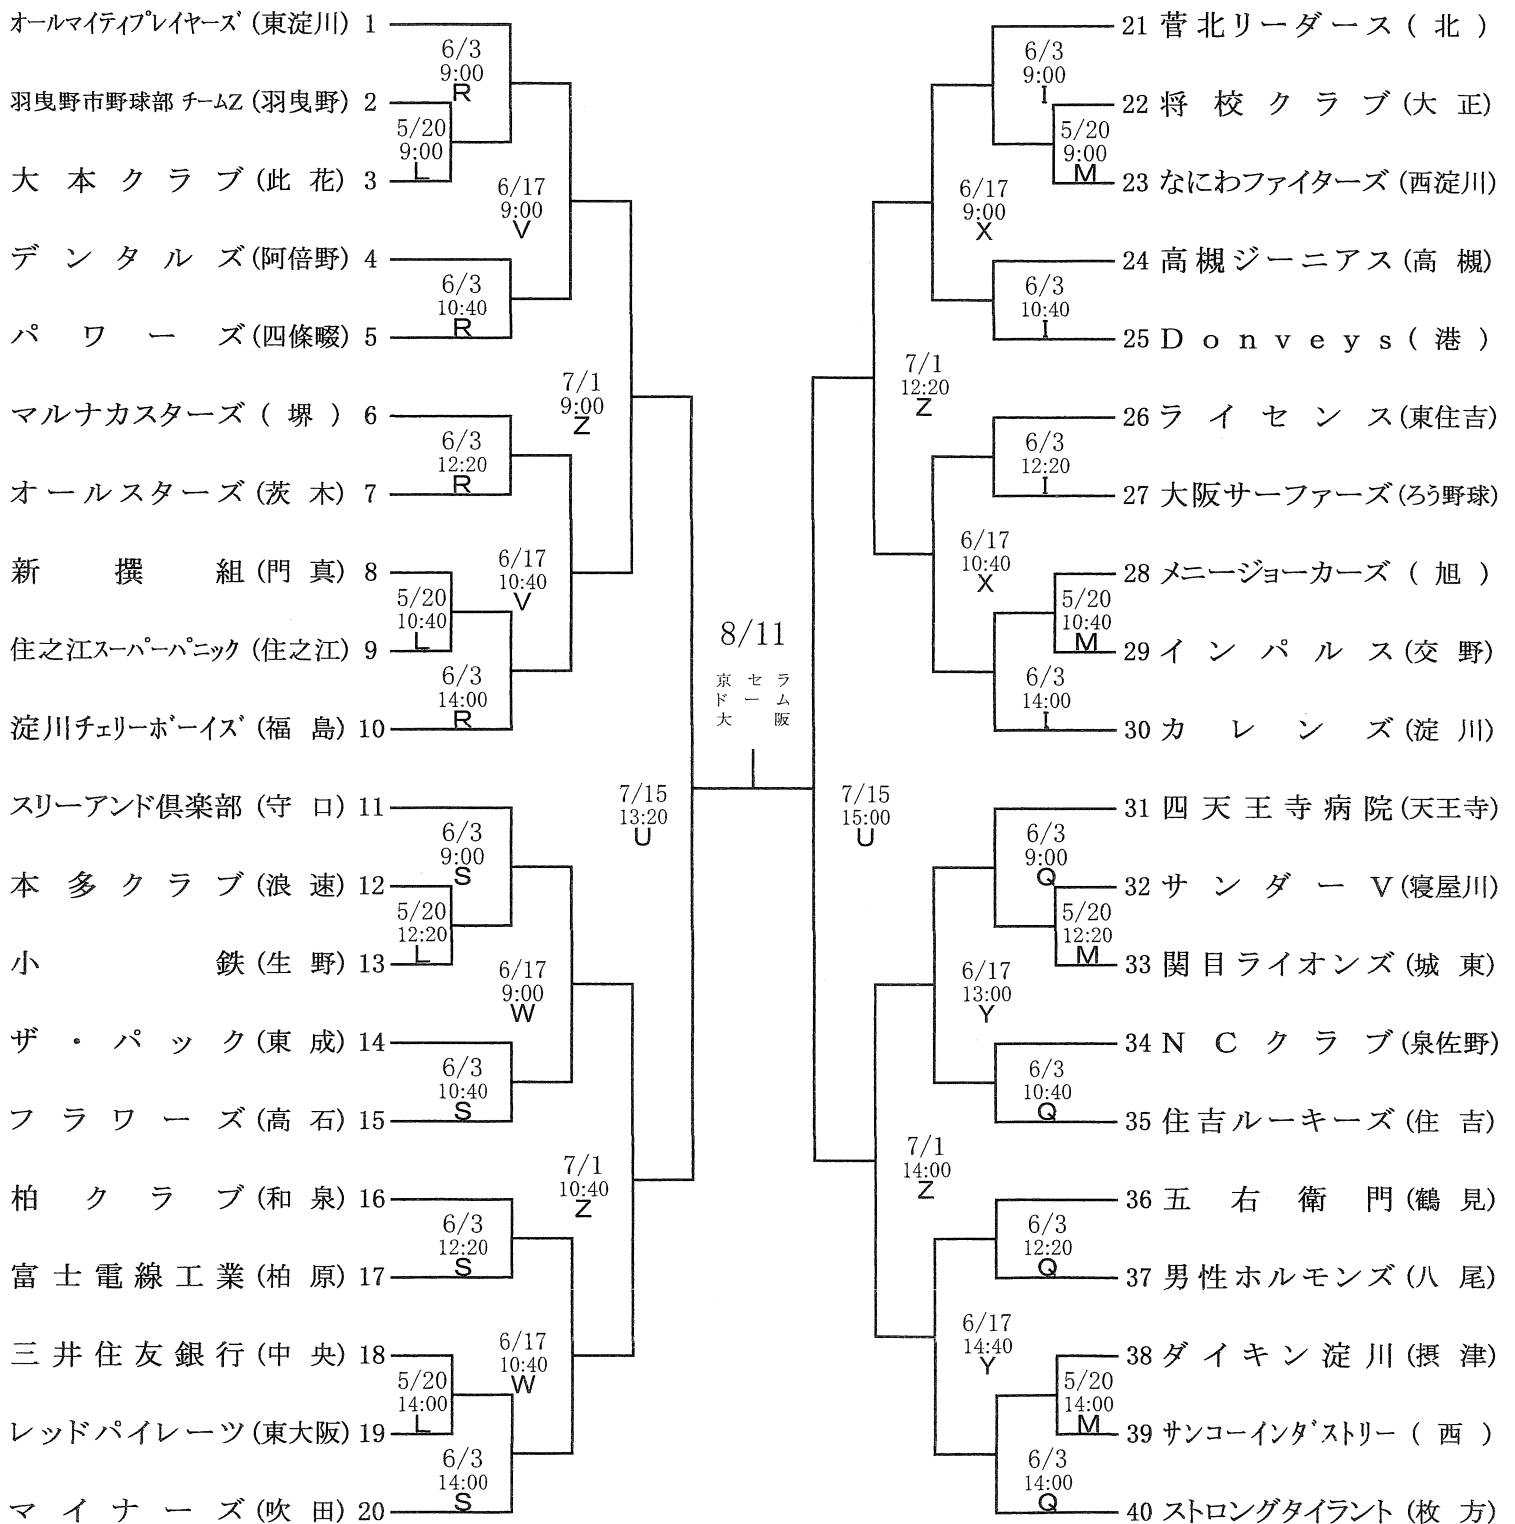 オールマイティプレイヤーズ (東淀川) 1
6/3
9:00
R
羽曳野市野球部 チームZ (羽曳野) 2
5/20
9:00
L
大本クラブ (此花) 3
6/17
9:00
V
デンタルズ (阿倍野) 4
6/3
10:40
R
パワーズ (四條畷) 5
7/1
9:00
Z
マルナカスターズ (堺) 6
6/3
12:20
R
オールスターズ (茨木) 7
6/17
10:40
V
新撰組 (門真) 8
5/20
10:40
L
住之江スーパーパニック (住之江) 9
6/3
14:00
R
淀川チェリーボーイズ (福島) 10
7/15
13:20
U
スリーアンド倶楽部 (守口) 11
6/3
9:00
S
本多クラブ (浪速) 12
5/20
12:20
L
小鉄 (生野) 13
6/17
9:00
W
ザ・パック (東成) 14
6/3
10:40
S
フラワーズ (高石) 15
7/1
10:40
Z
柏クラブ (和泉) 16
6/3
12:20
S
富士電線工業 (柏原) 17
6/17
10:40
W
三井住友銀行 (中央) 18
5/20
14:00
L
レッドパイレーツ (東大阪) 19
6/3
14:00
S
マイナーズ (吹田) 20
8/11
京セラ
ドーム
大阪
21 菅北リーダース (北)
6/3
9:00
I
22 将校クラブ (大正)
5/20
9:00
M
23 なにわファイターズ (西淀川)
6/17
9:00
X
24 高槻ジーニアス (高槻)
6/3
10:40
I
25 Donveys (港)
7/1
12:20
Z
26 ライセンス (東住吉)
6/3
12:20
I
27 大阪サーファーズ (ろう野球)
6/17
10:40
X
28 メニージョーカーズ (旭)
5/20
10:40
M
29 インパルス (交野)
6/3
14:00
I
30 カレンズ (淀川)
7/15
15:00
U
31 四天王寺病院 (天王寺)
6/3
9:00
Q
32 サンダーV (寝屋川)
5/20
12:20
M
33 関目ライオンズ (城東)
6/17
13:00
Y
34 NCクラブ (泉佐野)
6/3
10:40
Q
35 住吉ルーキーズ (住吉)
7/1
14:00
Z
36 五右衛門 (鶴見)
6/3
12:20
Q
37 男性ホルモンズ (八尾)
6/17
14:40
Y
38 ダイキン淀川 (摂津)
5/20
14:00
M
39 サンコーインダストリー (西)
6/3
14:00
Q
40 ストロングタイラント (枚方)